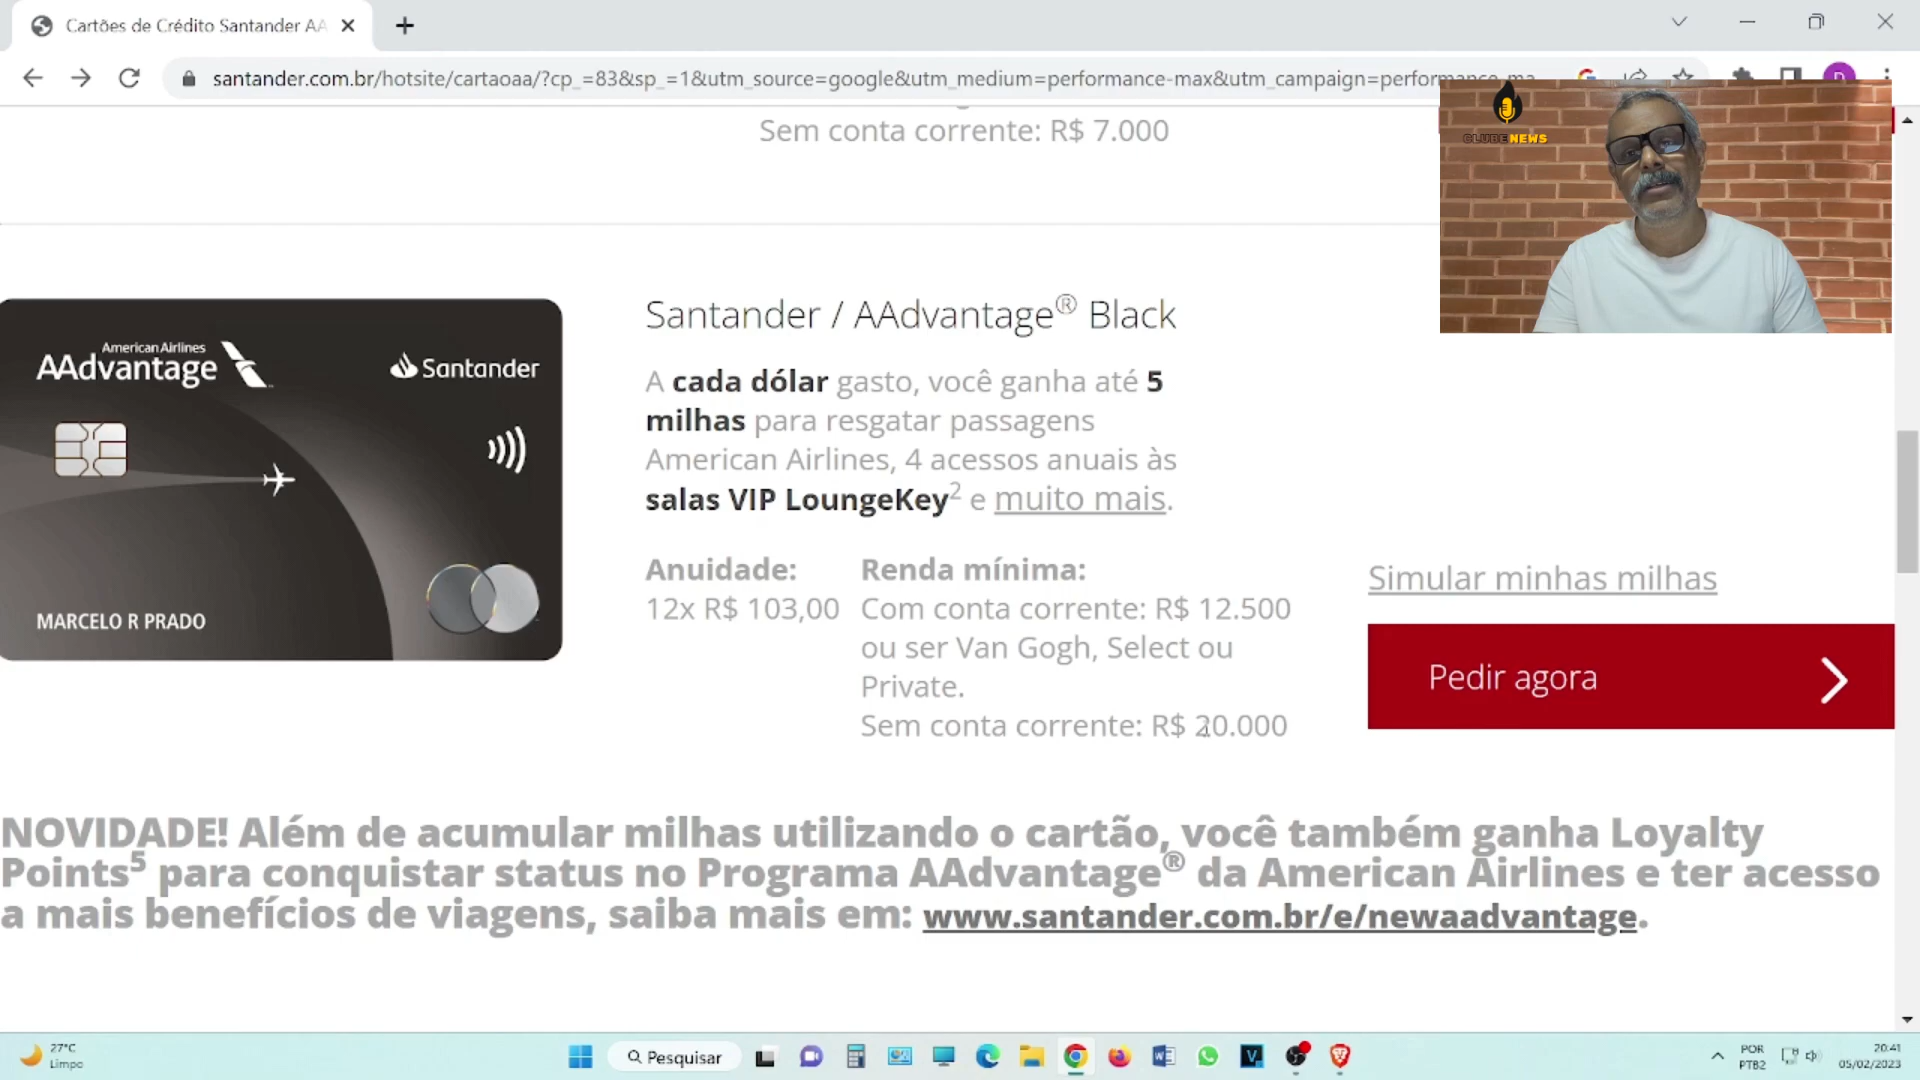 Cartões de Crédito Santander AA
santander.com.br/hotsite/cartaoaa/?cp_=83&sp_=1&utm_source=google&utm_medium=performance-max&utm_campaign=performance-ma
CLUBE NEWS
Sem conta corrente: R$ 7.000
Santander / AAdvantage® Black
American Airlines
AAdvantage
Santander
MARCELO R PRADO
A cada dólar gasto, você ganha até 5
milhas para resgatar passagens
American Airlines, 4 acessos anuais às
salas VIP LoungeKey² e muito mais.
Anuidade:
12x R$ 103,00
Renda mínima:
Com conta corrente: R$ 12.500
ou ser Van Gogh, Select ou
Private.
Sem conta corrente: R$ 20.000
Simular minhas milhas
Pedir agora
NOVIDADE! Além de acumular milhas utilizando o cartão, você também ganha Loyalty
Points⁵ para conquistar status no Programa AAdvantage® da American Airlines e ter acesso
a mais benefícios de viagens, saiba mais em: www.santander.com.br/e/newaadvantage.
27°C
Limpo
Pesquisar
POR
PTB2
20:41
05/02/2023